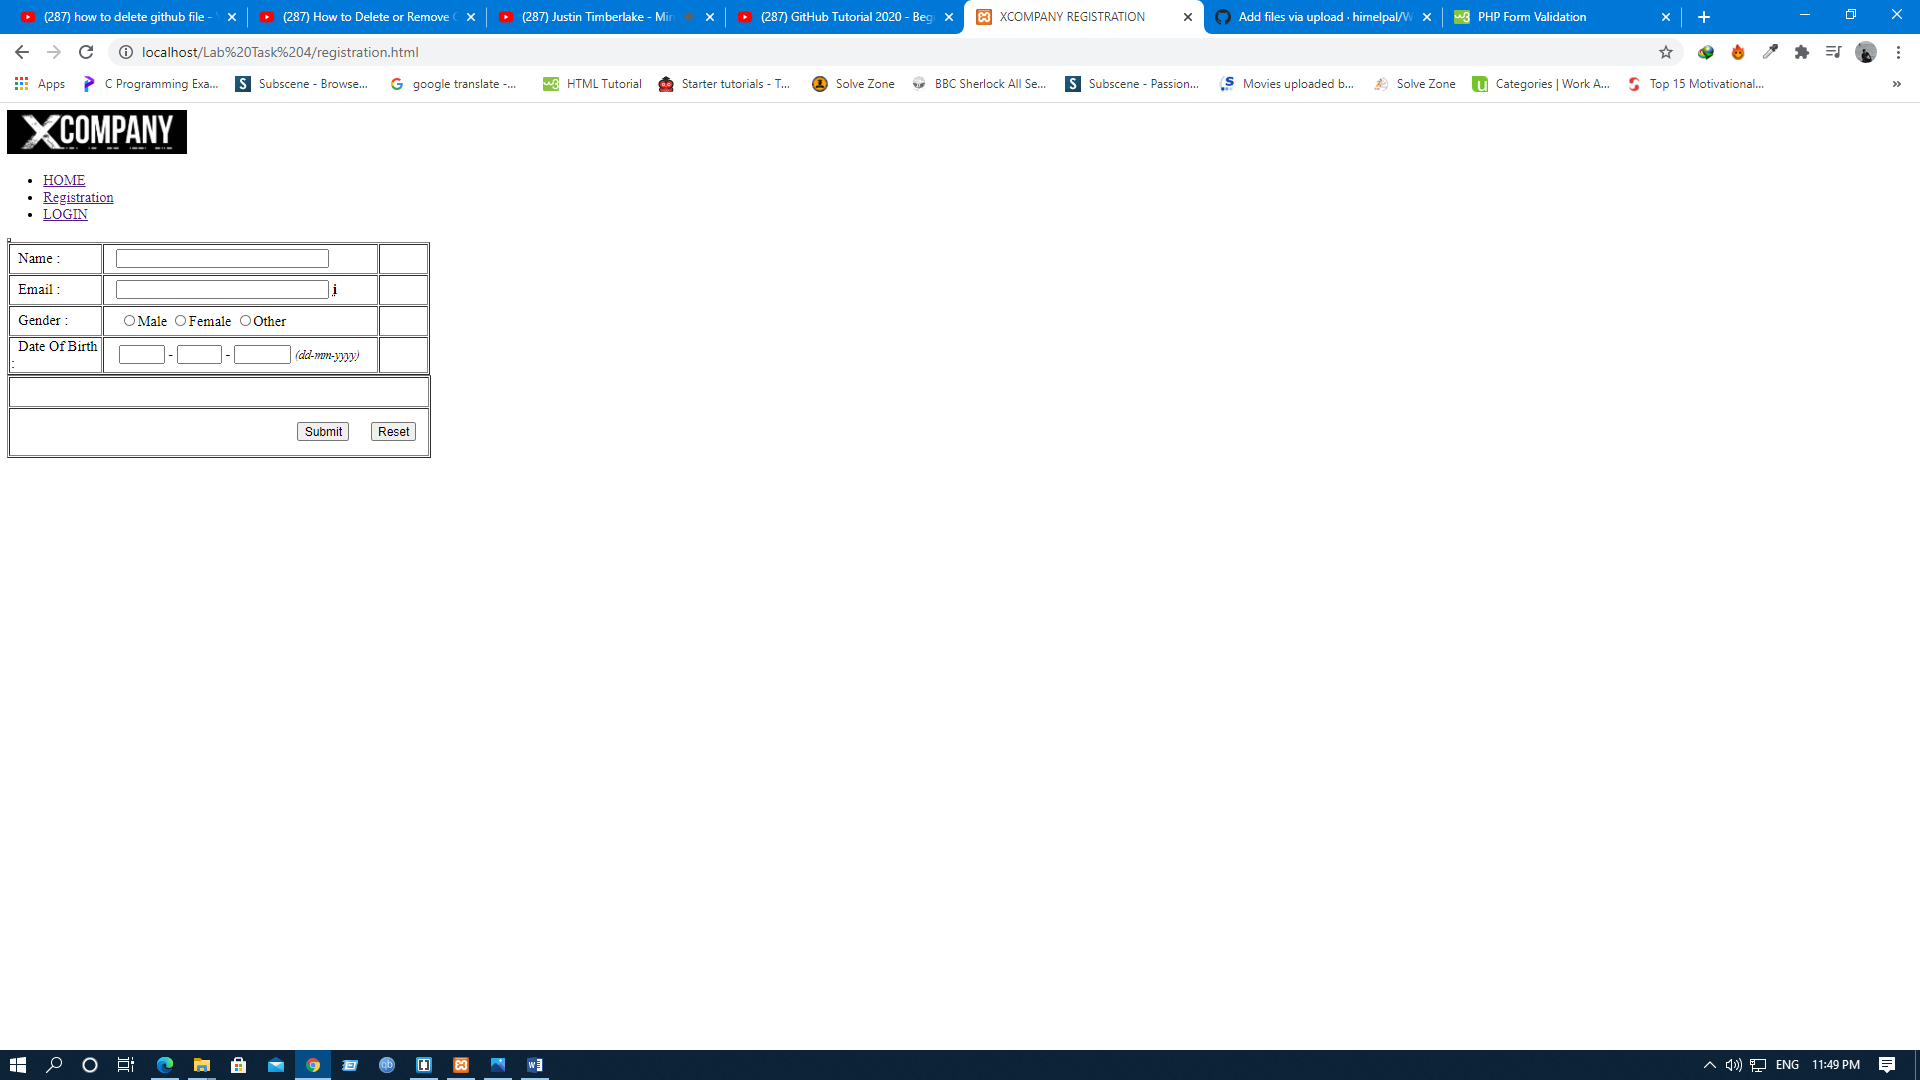 (287) how to delete github file -
(287) How to Delete or Remove
(287) Justin Timberlake - Mir
(287) GitHub Tutorial 2020 - Beg
XCOMPANY REGISTRATION
Add files via upload · himelpal/W
PHP Form Validation
localhost/Lab%20Task%204/registration.html
Apps
C Programming Exa...
Subscene - Browse...
google translate -...
HTML Tutorial
Starter tutorials - T...
Solve Zone
BBC Sherlock All Se...
Subscene - Passion...
Movies uploaded b...
Solve Zone
Categories | Work A...
Top 15 Motivational...
»
XCOMPANY
HOME
Registration
LOGIN
Name :
Email :
i
Gender :
Male Female Other
Date Of Birth
:
- - (dd-mm-yyyy)
Submit Reset
ENG 11:49 PM